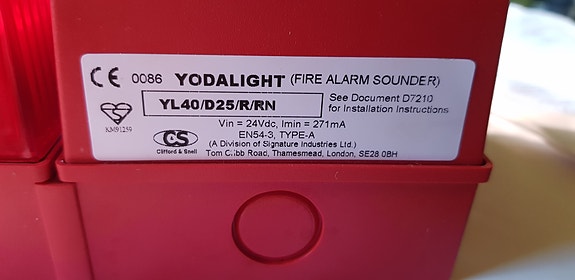 CE 0086 YODALIGHT (FIRE ALARM SOUNDER)
YL40/D25/R/RN
See Document D7210
for Installation Instructions
KM91259
Vin = 24Vdc, Imin = 271mA
EN54-3, TYPE-A
CS
Clifford & Snell
(A Division of Signature Industries Ltd.)
Tom Cribb Road, Thamesmead, London, SE28 0BH